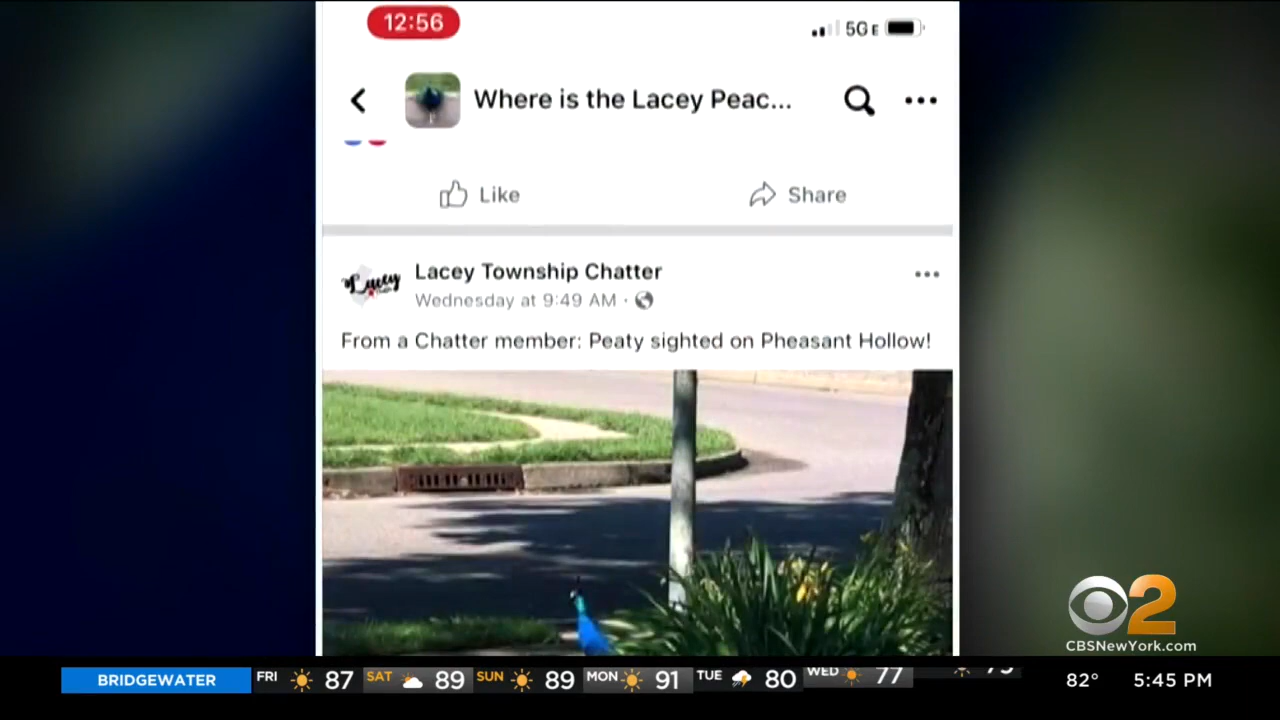 12:56
5G E
Where is the Lacey Peac...
Like
Share
Lacey
Lacey Township Chatter
Wednesday at 9:49 AM ·
From a Chatter member: Peaty sighted on Pheasant Hollow!
2
CBSNewYork.com
BRIDGEWATER FRI 87 SAT 89 SUN 89 MON 91 TUE 80 WED 77 82° 5:45 PM